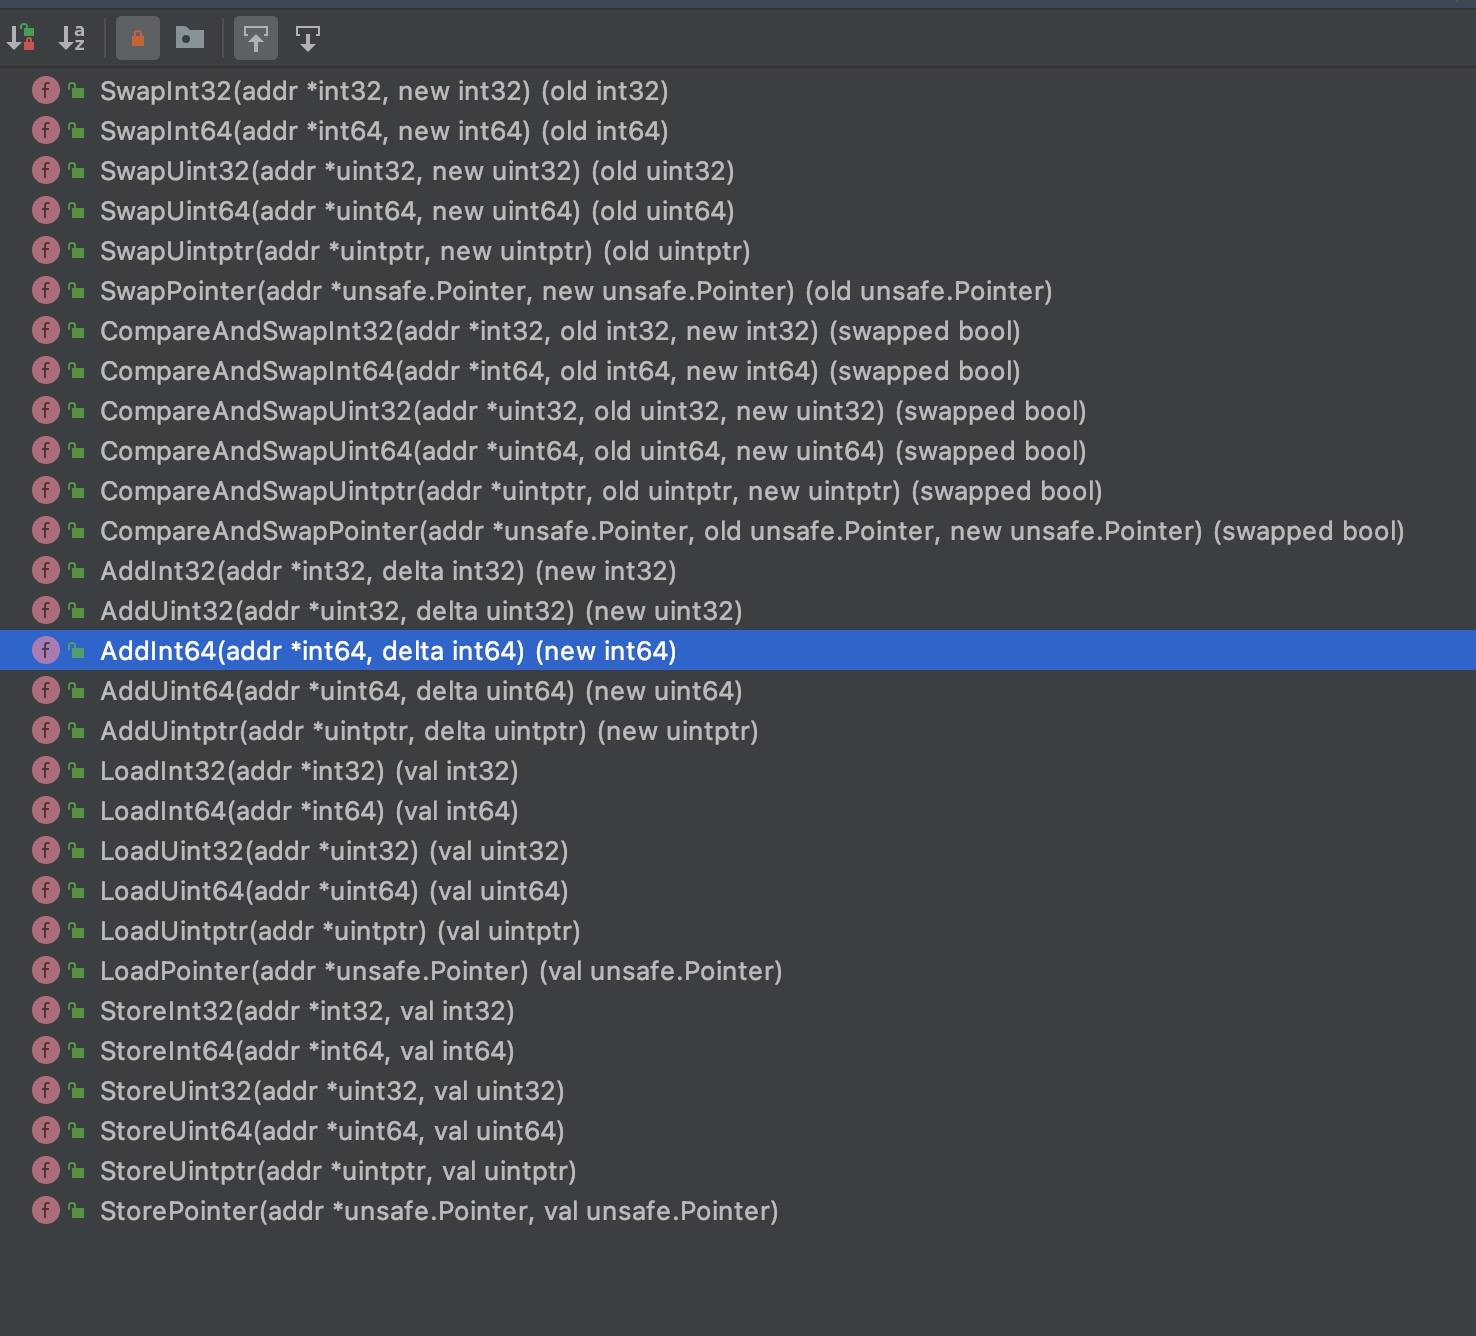 a
z
SwapInt32(addr *int32, new int32) (old int32)
SwapInt64(addr *int64, new int64) (old int64)
SwapUint32(addr *uint32, new uint32) (old uint32)
SwapUint64(addr *uint64, new uint64) (old uint64)
SwapUintptr(addr *uintptr, new uintptr) (old uintptr)
SwapPointer(addr *unsafe.Pointer, new unsafe.Pointer) (old unsafe.Pointer)
CompareAndSwapInt32(addr *int32, old int32, new int32) (swapped bool)
CompareAndSwapInt64(addr *int64, old int64, new int64) (swapped bool)
CompareAndSwapUint32(addr *uint32, old uint32, new uint32) (swapped bool)
CompareAndSwapUint64(addr *uint64, old uint64, new uint64) (swapped bool)
CompareAndSwapUintptr(addr *uintptr, old uintptr, new uintptr) (swapped bool)
CompareAndSwapPointer(addr *unsafe.Pointer, old unsafe.Pointer, new unsafe.Pointer) (swapped bool)
AddInt32(addr *int32, delta int32) (new int32)
AddUint32(addr *uint32, delta uint32) (new uint32)
AddInt64(addr *int64, delta int64) (new int64)
AddUint64(addr *uint64, delta uint64) (new uint64)
AddUintptr(addr *uintptr, delta uintptr) (new uintptr)
LoadInt32(addr *int32) (val int32)
LoadInt64(addr *int64) (val int64)
LoadUint32(addr *uint32) (val uint32)
LoadUint64(addr *uint64) (val uint64)
LoadUintptr(addr *uintptr) (val uintptr)
LoadPointer(addr *unsafe.Pointer) (val unsafe.Pointer)
StoreInt32(addr *int32, val int32)
StoreInt64(addr *int64, val int64)
StoreUint32(addr *uint32, val uint32)
StoreUint64(addr *uint64, val uint64)
StoreUintptr(addr *uintptr, val uintptr)
StorePointer(addr *unsafe.Pointer, val unsafe.Pointer)